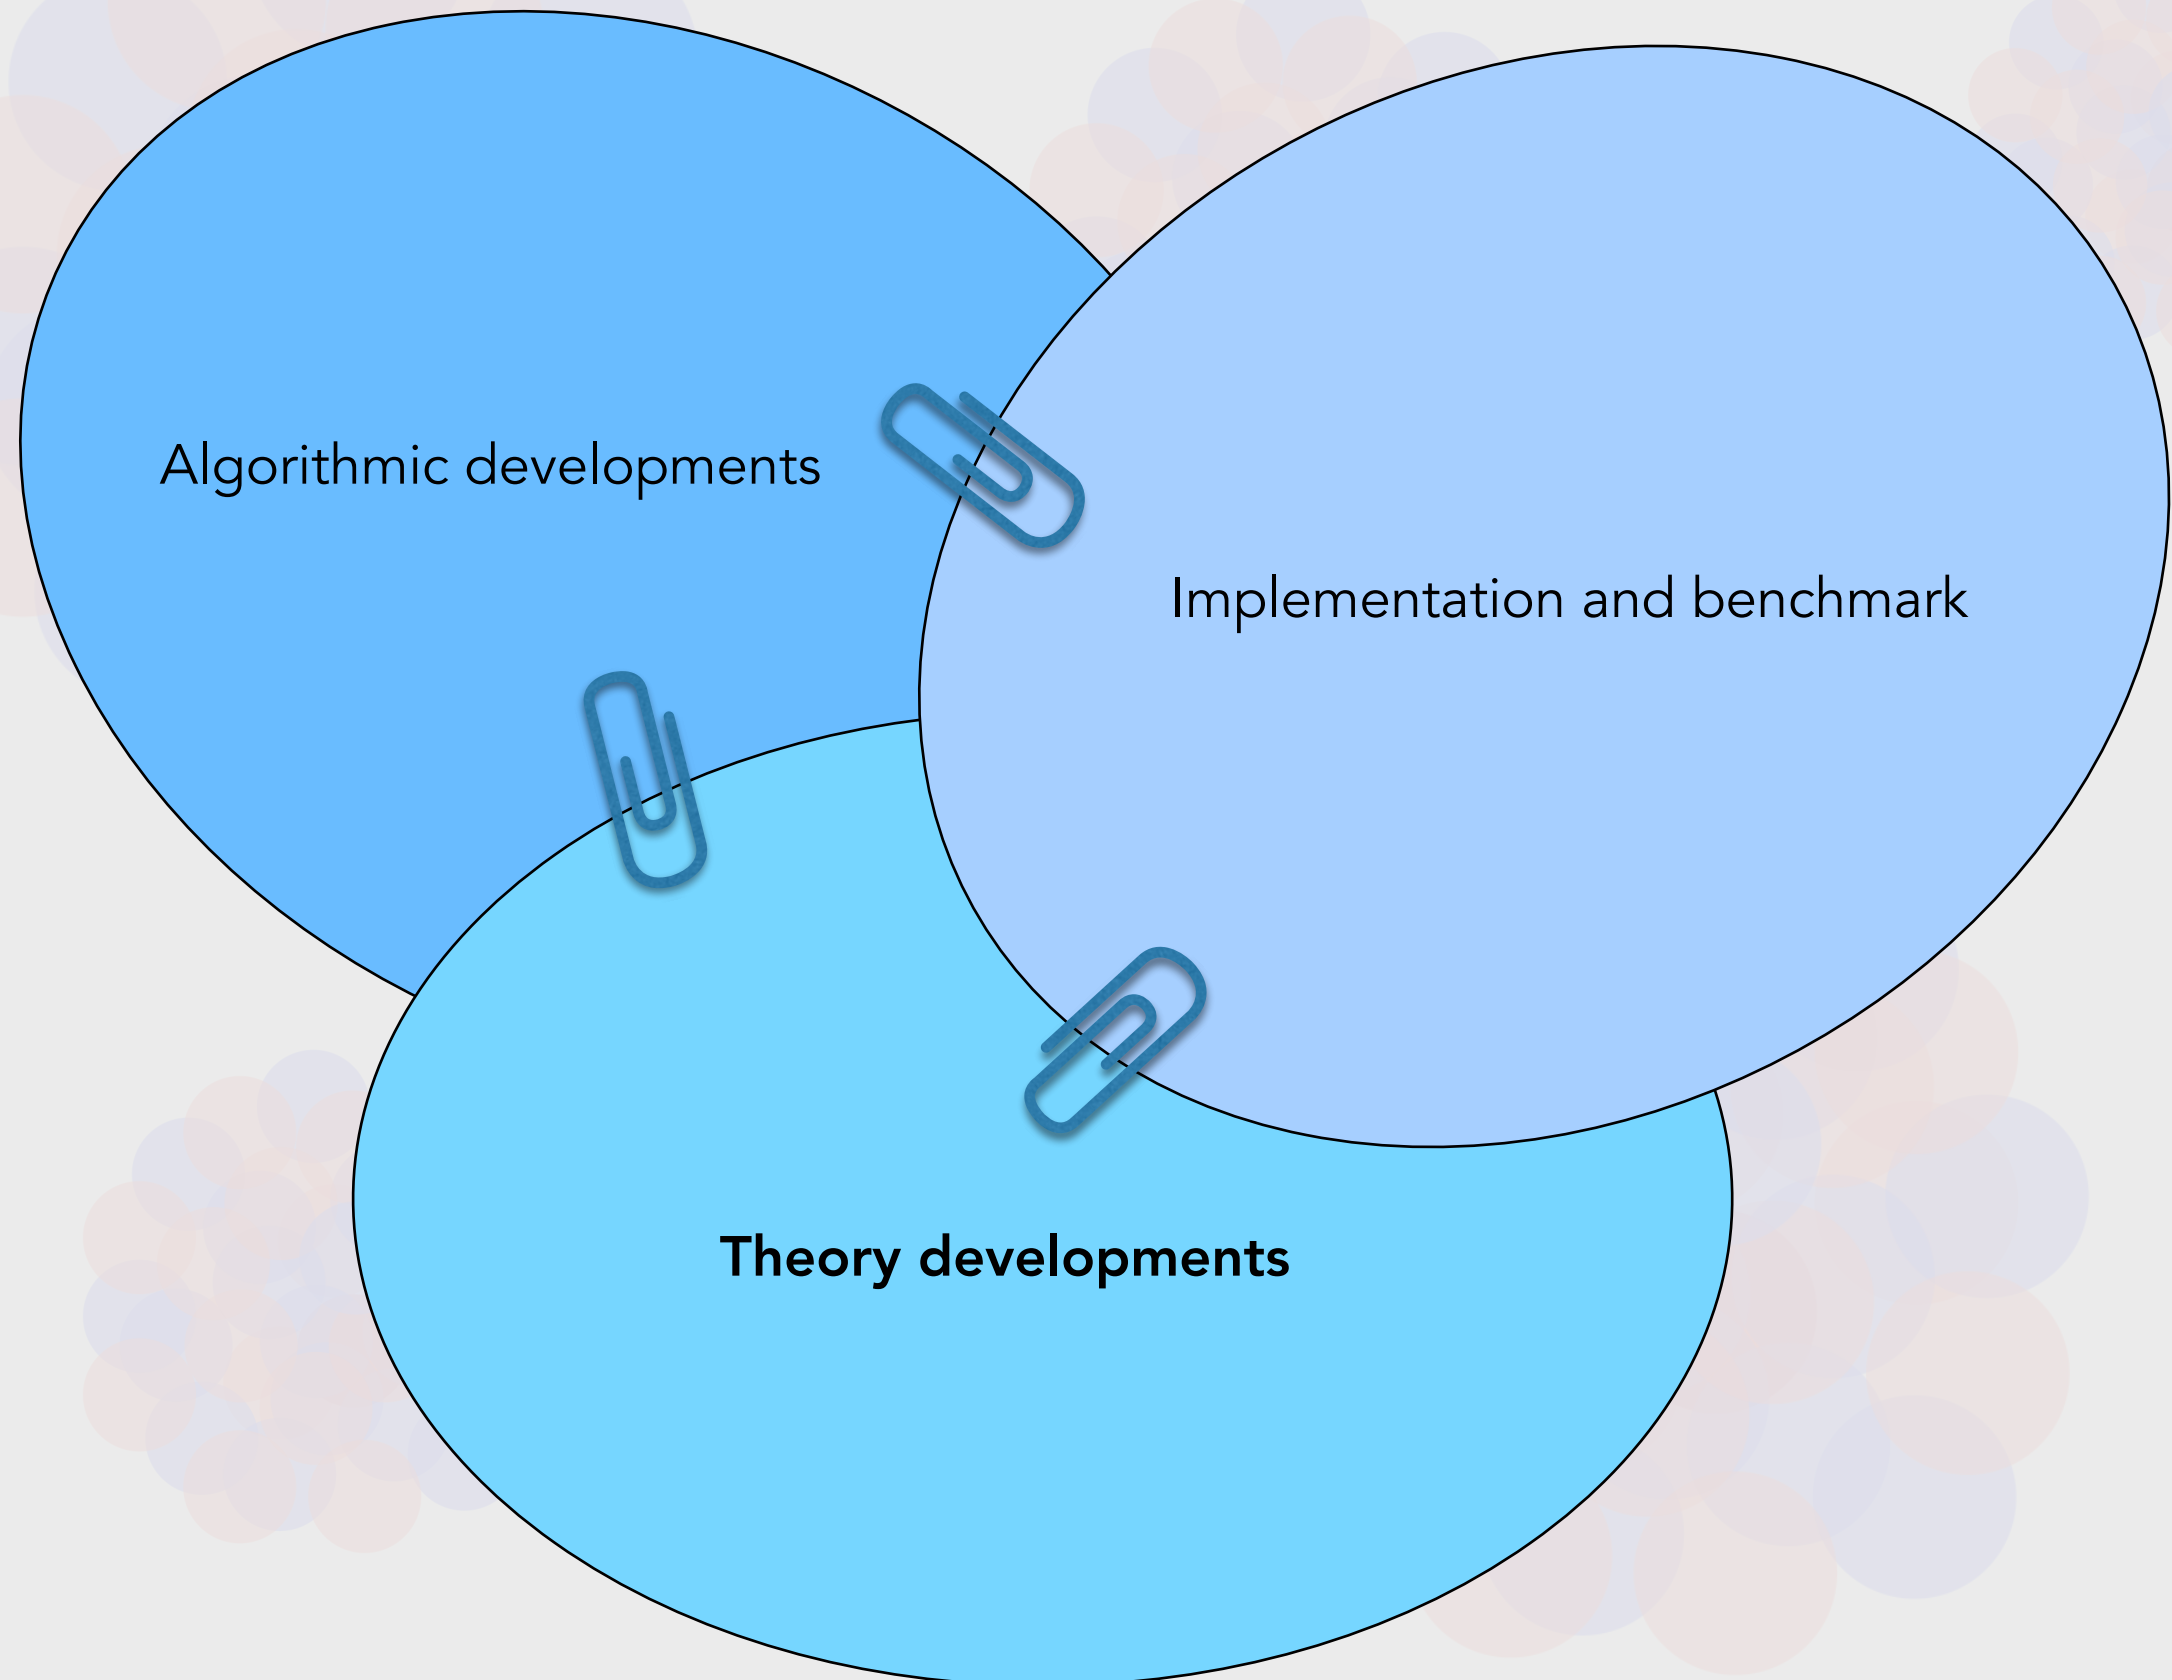 Algorithmic developments
Implementation and benchmark
Theory developments